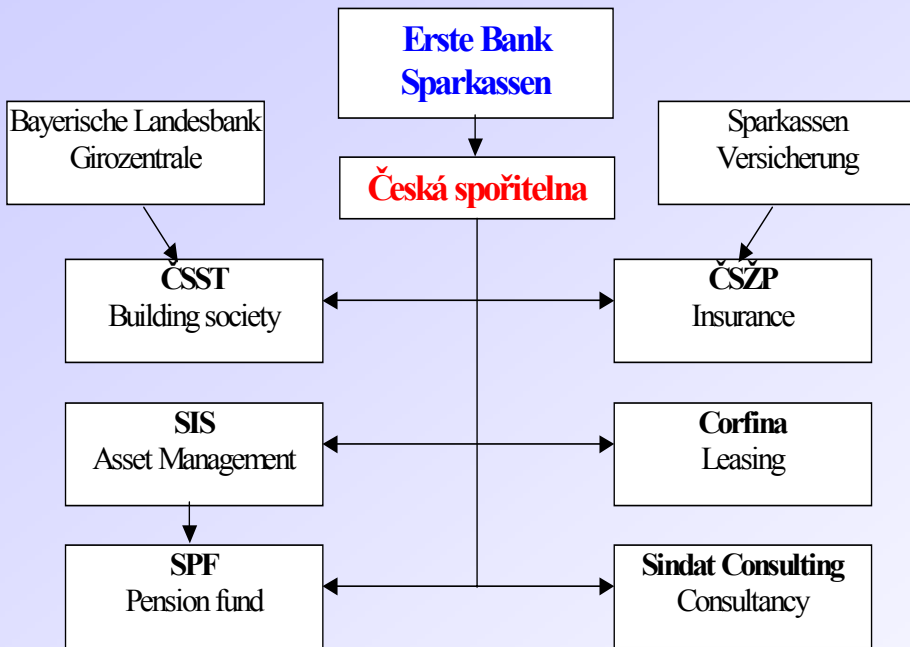 Erste Bank
Sparkassen
Bayerische Landesbank
Girozentrale
Sparkassen
Versicherung
Česká spořitelna
ČSST
Building society
ČSŽP
Insurance
SIS
Asset Management
Corfina
Leasing
SPF
Pension fund
Sindat Consulting
Consultancy